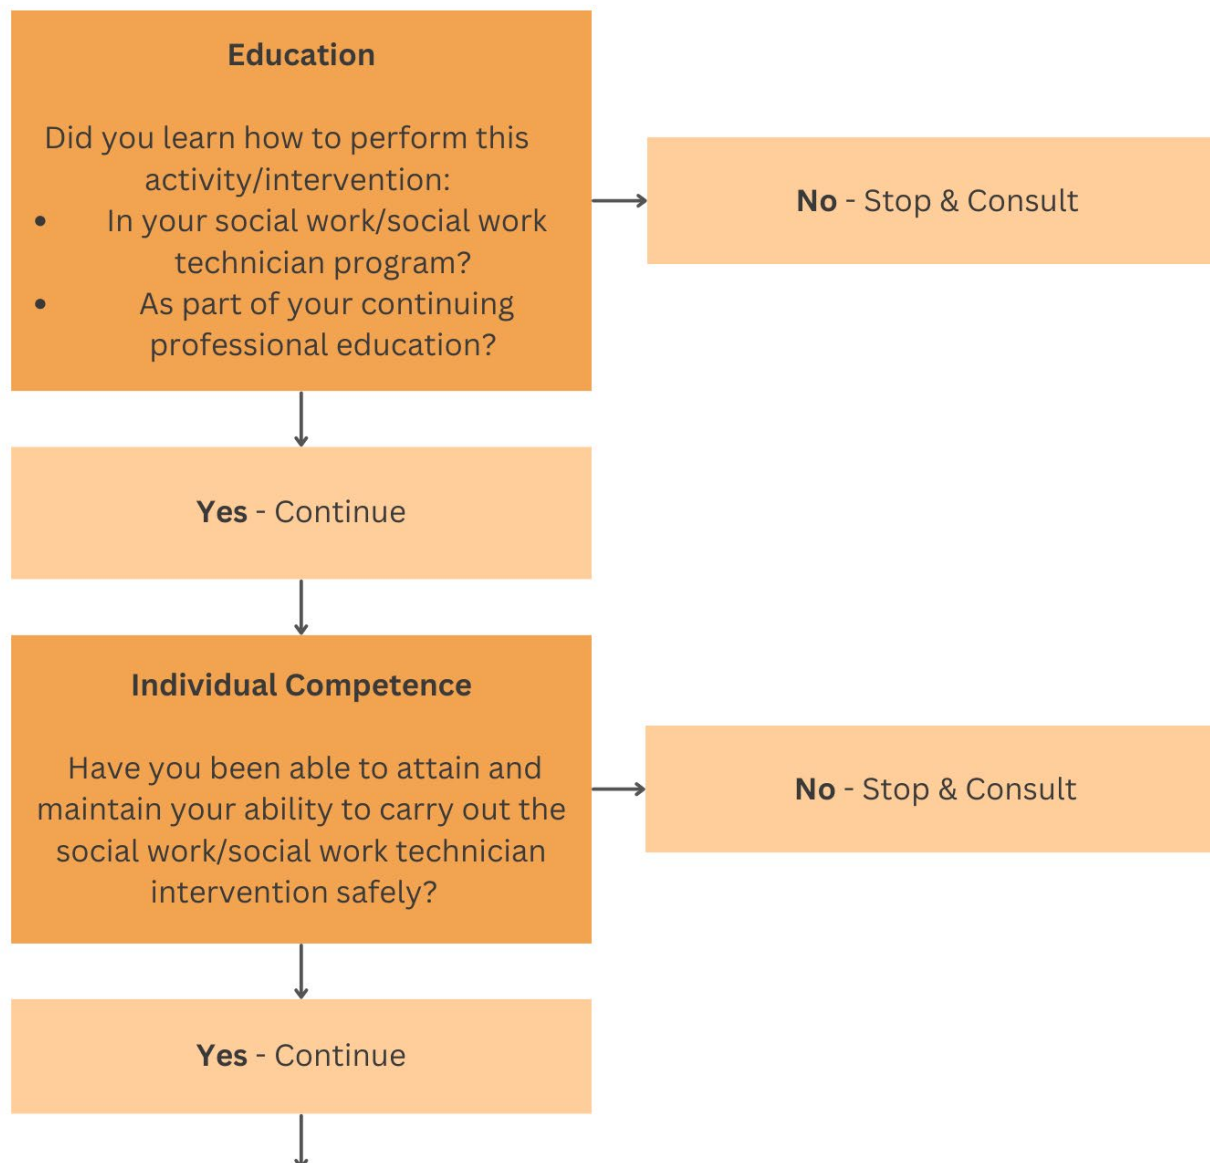 Education
Did you learn how to perform this
activity/intervention:
• In your social work/social work
technician program?
• As part of your continuing
professional education?
No - Stop & Consult
Yes - Continue
Individual Competence
Have you been able to attain and
maintain your ability to carry out the
social work/social work technician
intervention safely?
No - Stop & Consult
Yes - Continue